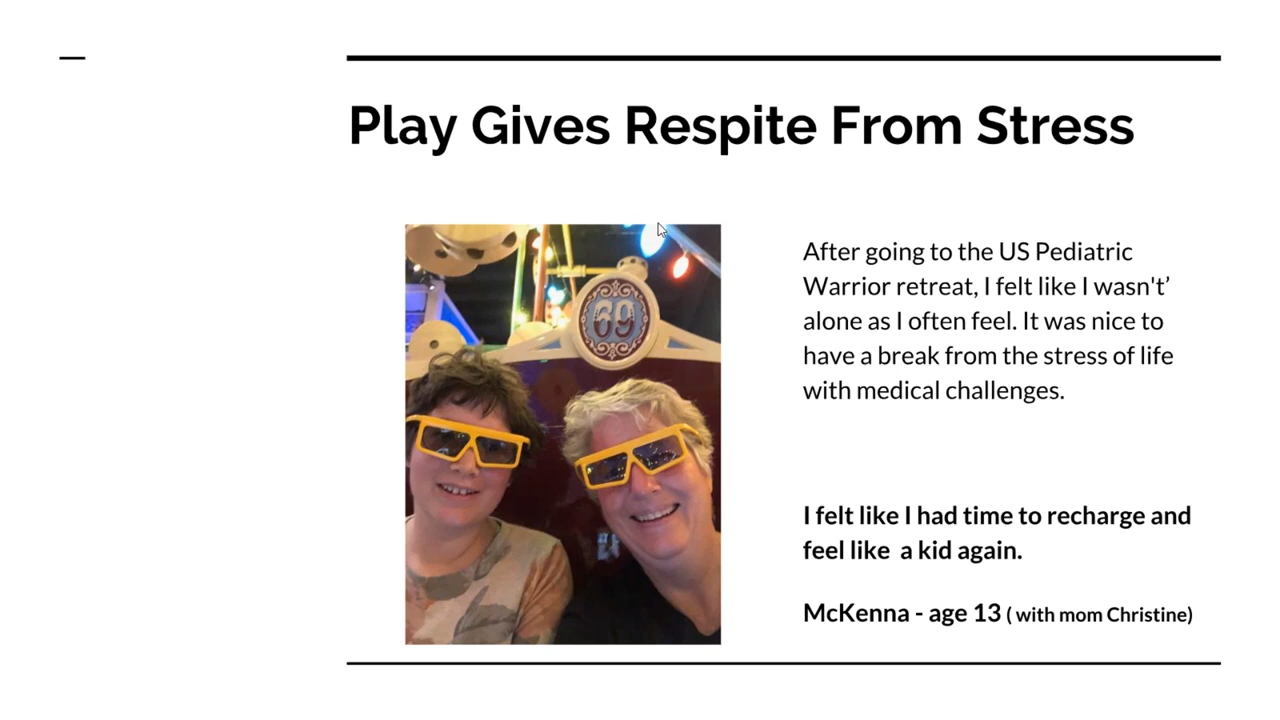 Play Gives Respite From Stress
69
After going to the US Pediatric
Warrior retreat, I felt like I wasn't’
alone as I often feel. It was nice to
have a break from the stress of life
with medical challenges.
I felt like I had time to recharge and
feel like  a kid again.
McKenna - age 13 ( with mom Christine)